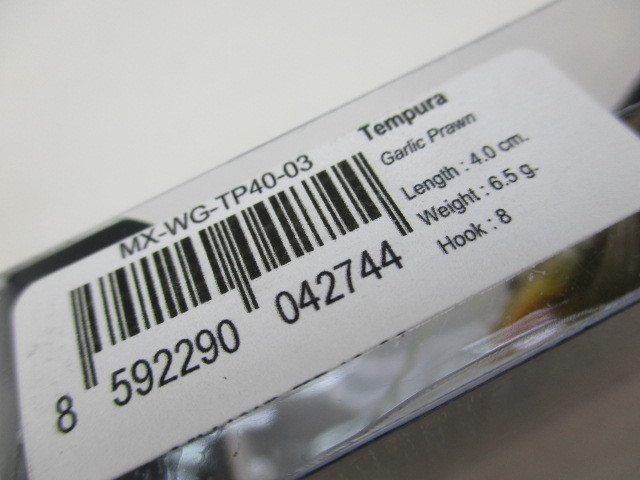 MX-WG-TP40-03
8 592290 042744
Tempura
Garlic Prawn
Length : 4.0 cm.
Weight : 6.5 g.
Hook : 8